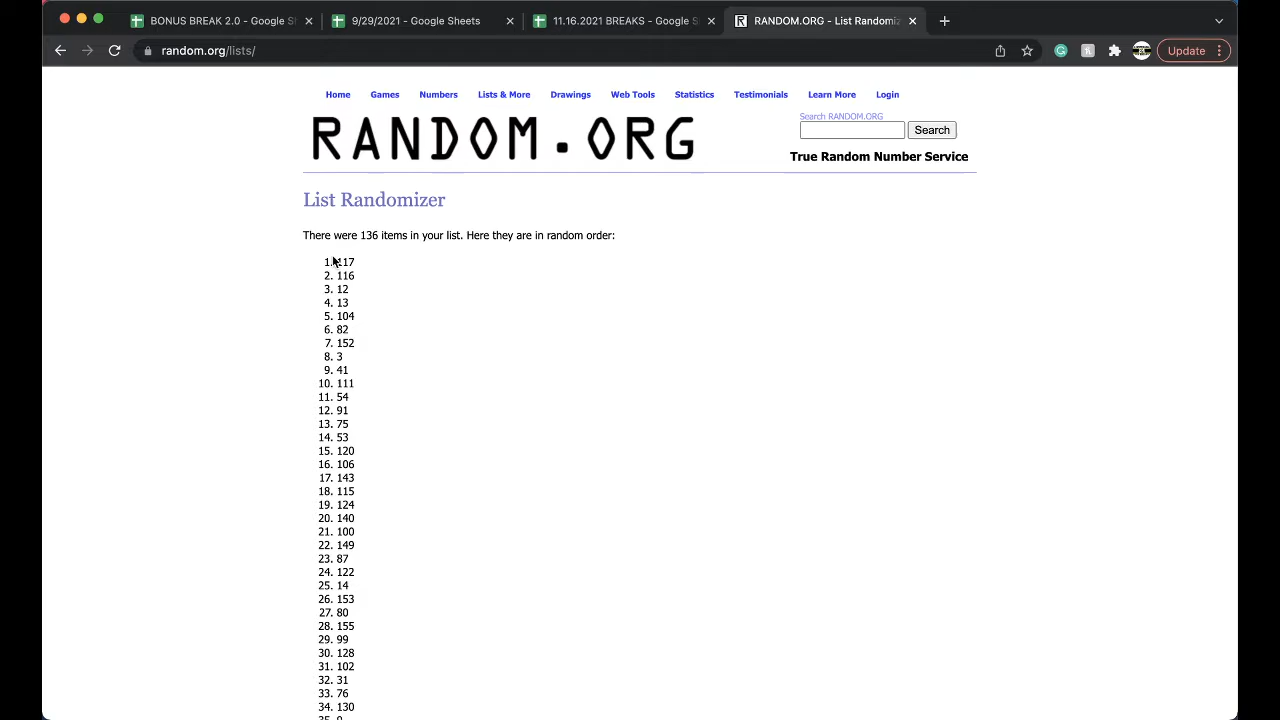 BONUS BREAK 2.0 - Google S
9/29/2021 - Google Sheets
11.16.2021 BREAKS - Google S
RANDOM.ORG - List Randomiz
random.org/lists/
Update
Home Games Numbers Lists & More Drawings Web Tools Statistics Testimonials Learn More Login
RANDOM.ORG
Search RANDOM.ORG
Search
True Random Number Service
List Randomizer
There were 136 items in your list. Here they are in random order:
1. 117
2. 116
3. 12
4. 13
5. 104
6. 82
7. 152
8. 3
9. 41
10. 111
11. 54
12. 91
13. 75
14. 53
15. 120
16. 106
17. 143
18. 115
19. 124
20. 140
21. 100
22. 149
23. 87
24. 122
25. 14
26. 153
27. 80
28. 155
29. 99
30. 128
31. 102
32. 31
33. 76
34. 130